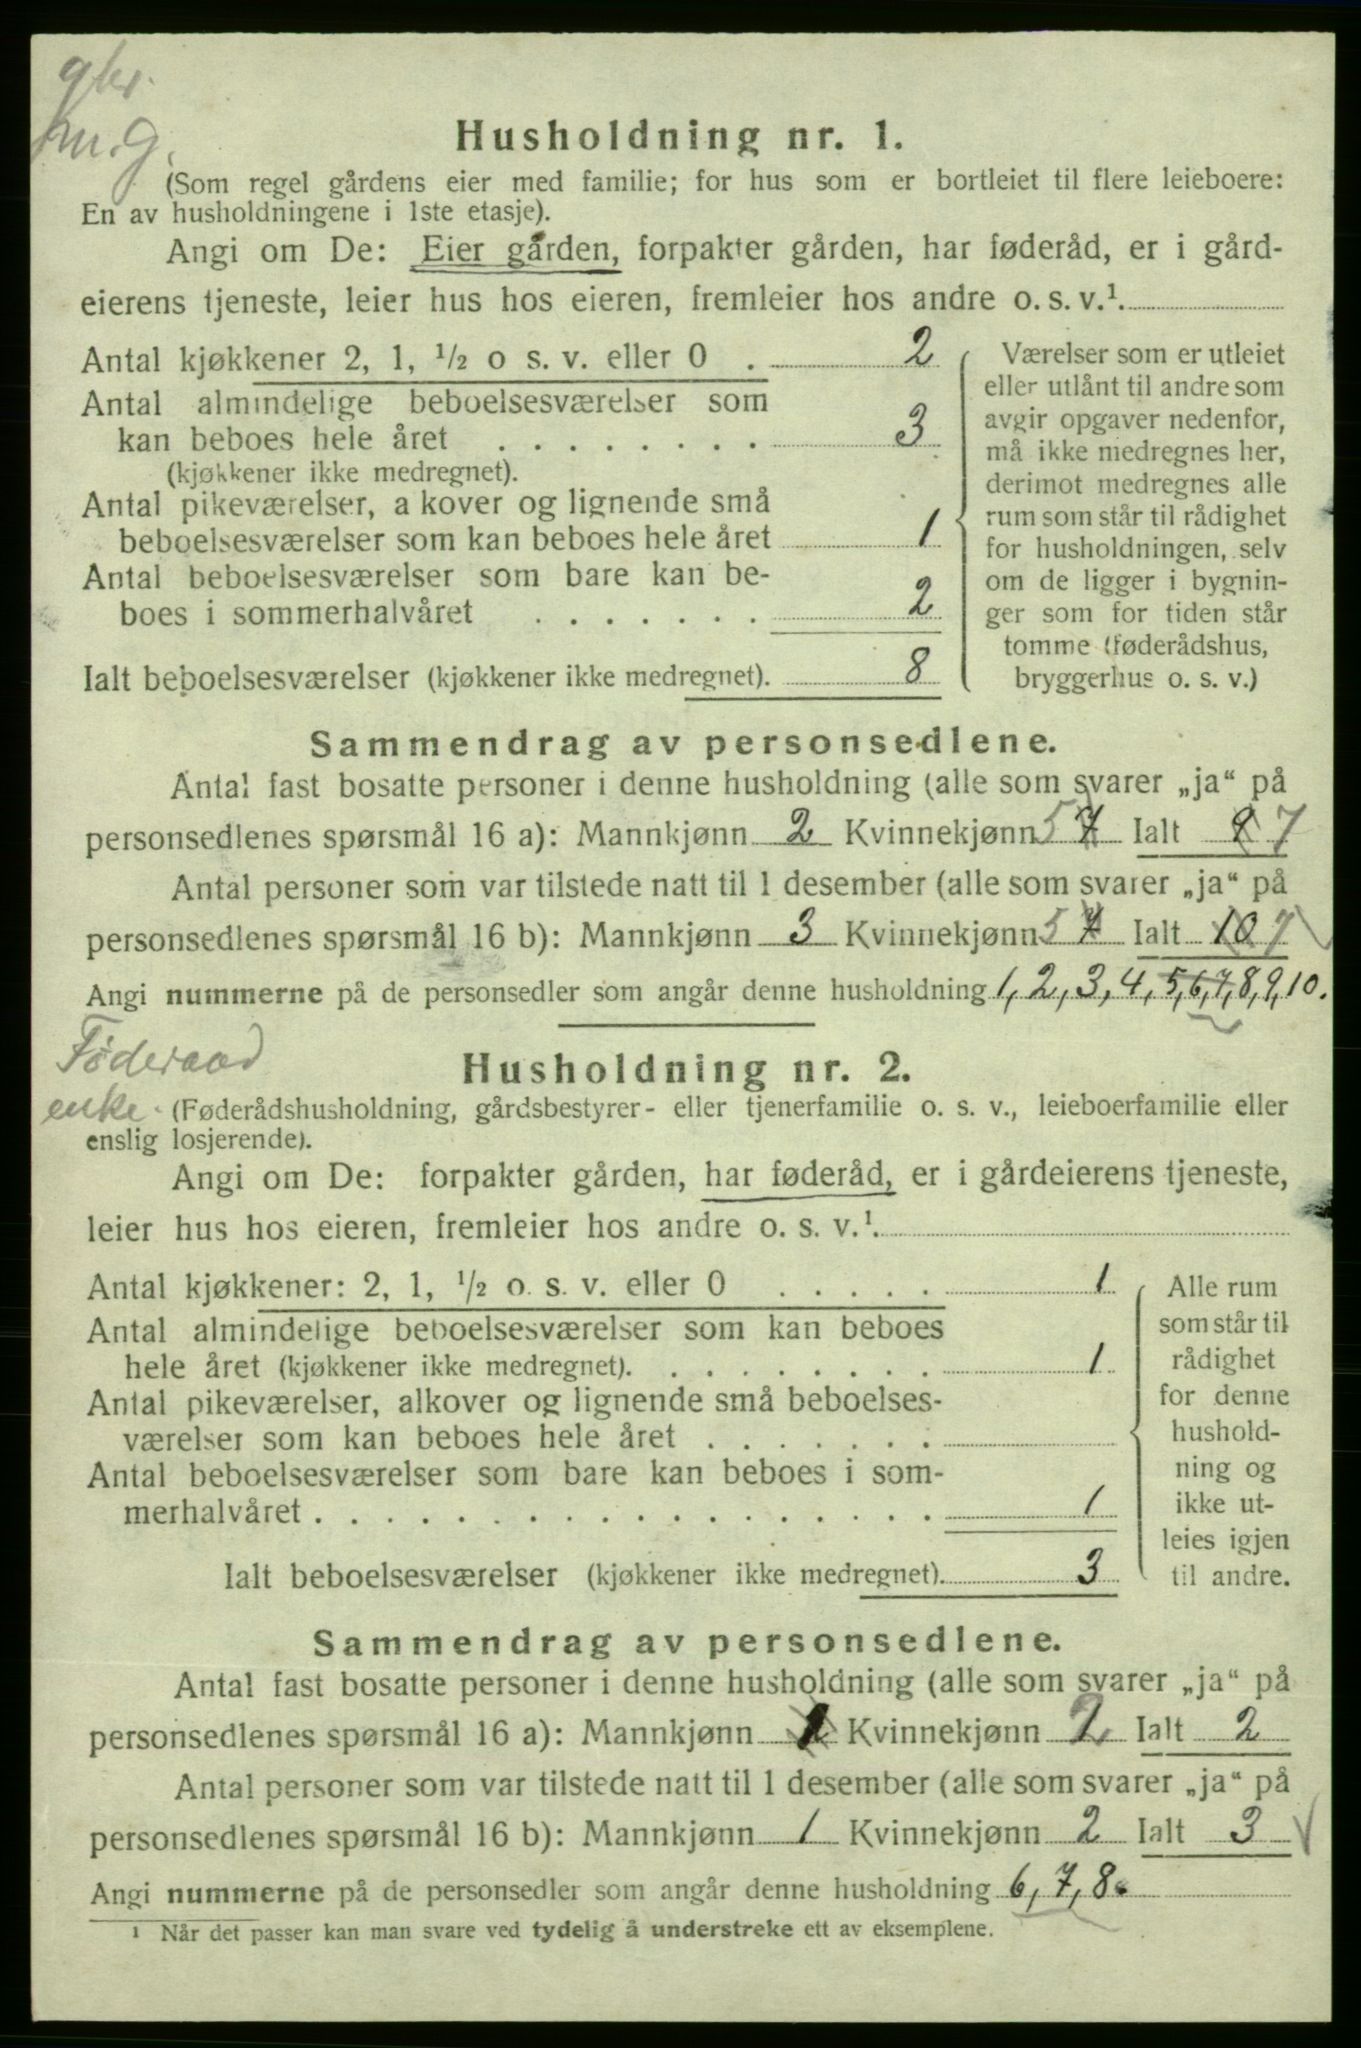 gbr.
m.g.
Husholdning nr. 1.
(Som regel gårdens eier med familie; for hus som er bortleiet til flere leieboere:
En av husholdningene i 1ste etasje).
Angi om De: Eier gården, forpakter gården, har føderåd, er i gård-
eierens tjeneste, leier hus hos eieren, fremleier hos andre o. s. v.¹.
Antal kjøkkener 2, 1, ½ o s. v. eller 0 . 2
Antal almindelige beboelsesværelser som
kan beboes hele året . . . . . . . . 3
(kjøkkener ikke medregnet).
Antal pikeværelser, a kover og lignende små
beboelsesværelser som kan beboes hele året 1
Antal beboelsesværelser som bare kan be-
boes i sommerhalvåret . . . . . . . 2
Ialt beboelsesværelser (kjøkkener ikke medregnet). 8
Værelser som er utleiet
eller utlånt til andre som
avgir opgaver nedenfor,
må ikke medregnes her,
derimot medregnes alle
rum som står til rådighet
for husholdningen, selv
om de ligger i bygnin-
ger som for tiden står
tomme (føderådshus,
bryggerhus o. s. v.)
Sammendrag av personsedlene.
Antal fast bosatte personer i denne husholdning (alle som svarer „ja“ på
personsedlenes spørsmål 16 a): Mannkjønn 2 Kvinnekjønn 5 7 Ialt 9 7
Antal personer som var tilstede natt til 1 desember (alle som svarer „ja“ på
personsedlenes spørsmål 16 b): Mannkjønn 3 Kvinnekjønn 5 7 Ialt 10 7
Angi nummerne på de personsedler som angår denne husholdning 1, 2, 3, 4, 5, 6, 7, 8, 9, 10.
Føderaad
enke.
Husholdning nr. 2.
(Føderådshusholdning, gårdsbestyrer- eller tjenerfamilie o. s. v., leieboerfamilie eller
enslig losjerende).
Angi om De: forpakter gården, har føderåd, er i gårdeierens tjeneste,
leier hus hos eieren, fremleier hos andre o. s. v.¹.
Antal kjøkkener: 2, 1, ½ o. s. v. eller 0 . . . . . 1
Antal almindelige beboelsesværelser som kan beboes
hele året (kjøkkener ikke medregnet). . . . . . . . . 1
Antal pikeværelser, alkover og lignende små beboelses-
værelser som kan beboes hele året . . . . . . .
Antal beboelsesværelser som bare kan beboes i som-
merhalvåret . . . . . . . . . . . . . . . . . 1
Ialt beboelsesværelser (kjøkkener ikke medregnet). 3
Alle rum
som står til
rådighet
for denne
hushold-
ning og
ikke ut-
leies igjen
til andre.
Sammendrag av personsedlene.
Antal fast bosatte personer i denne husholdning (alle som svarer „ja“ på
personsedlenes spørsmål 16 a): Mannkjønn 1 Kvinnekjønn 2 Ialt 2
Antal personer som var tilstede natt til 1 desember (alle som svarer „ja“ på
personsedlenes spørsmål 16 b): Mannkjønn 1 Kvinnekjønn 2 Ialt 3
Angi nummerne på de personsedler som angår denne husholdning 6, 7, 8.
¹ Når det passer kan man svare ved tydelig å understreke ett av eksemplene.